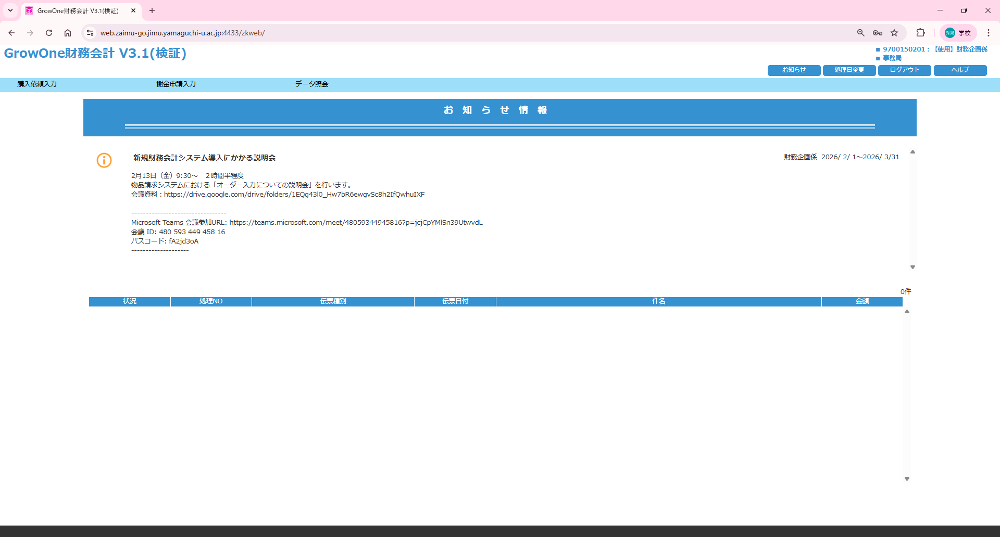 GrowOne財務会計 V3.1(検証)
web.zaimu-go.jimu.yamaguchi-u.ac.jp:4433/zkweb/
秀晃 学校
GrowOne財務会計 V3.1(検証)
■ 9700150201：【使用】財務企画係
■ 事務局
お知らせ 処理日変更 ログアウト ヘルプ
購入依頼入力 謝金申請入力 データ照会
お知らせ情報
新規財務会計システム導入にかかる説明会 財務企画係 2026/ 2/ 1～2026/ 3/31
2月13日（金）9:30～　２時間半程度
物品請求システムにおける「オーダー入力についての説明会」を行います。
会議資料：https://drive.google.com/drive/folders/1EQg43l0_Hw7bR6ewgvSc8h2IfQwhuIXF
---------------------------------
Microsoft Teams 会議参加URL: https://teams.microsoft.com/meet/48059344945816?p=jcjCpYMlSn39UtwvdL
会議 ID: 480 593 449 458 16
パスコード: fA2jd3oA
--------------------
0件
状況 処理NO 伝票種別 伝票日付 件名 金額